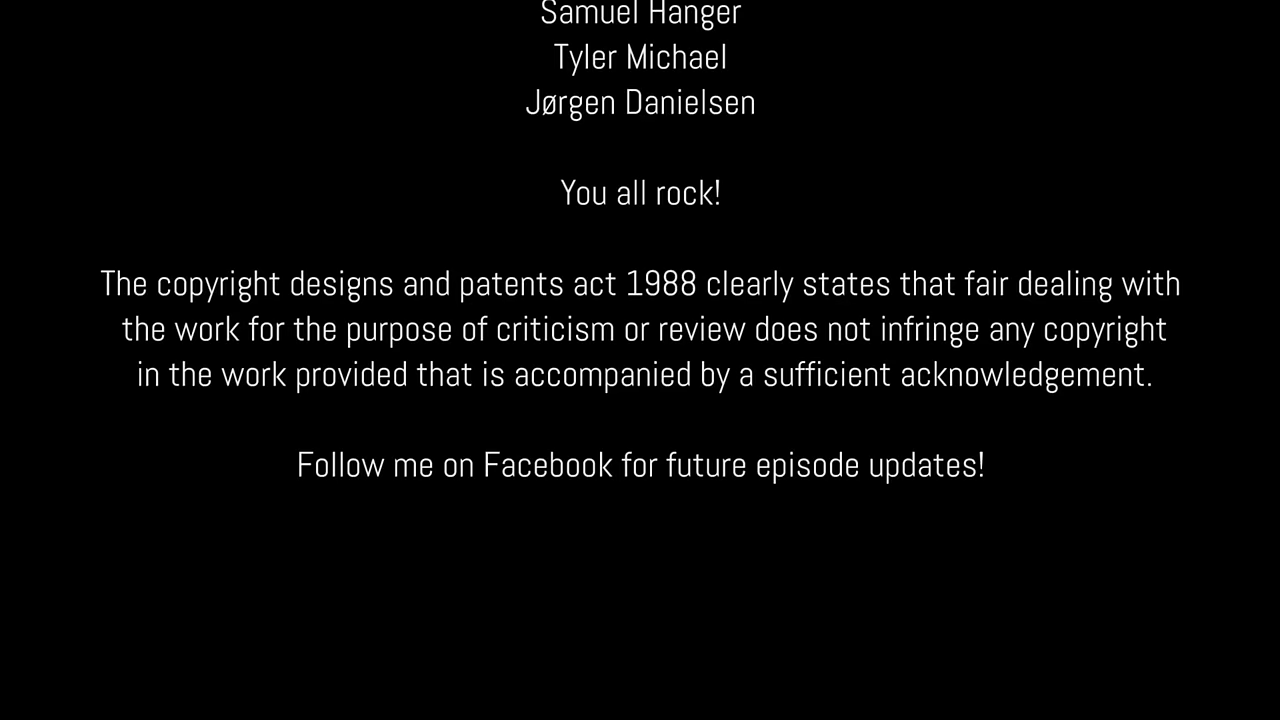 Samuel Hanger
Tyler Michael
Jørgen Danielsen
You all rock!
The copyright designs and patents act 1988 clearly states that fair dealing with
the work for the purpose of criticism or review does not infringe any copyright
in the work provided that is accompanied by a sufficient acknowledgement.
Follow me on Facebook for future episode updates!